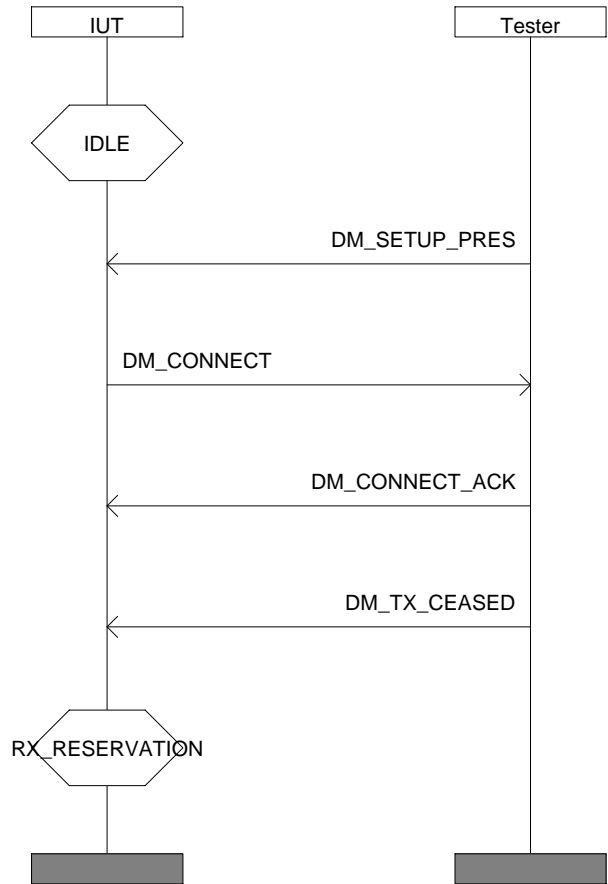 IUT
Tester
IDLE
DM_SETUP_PRES
DM_CONNECT
DM_CONNECT_ACK
DM_TX_CEASED
RX_RESERVATION